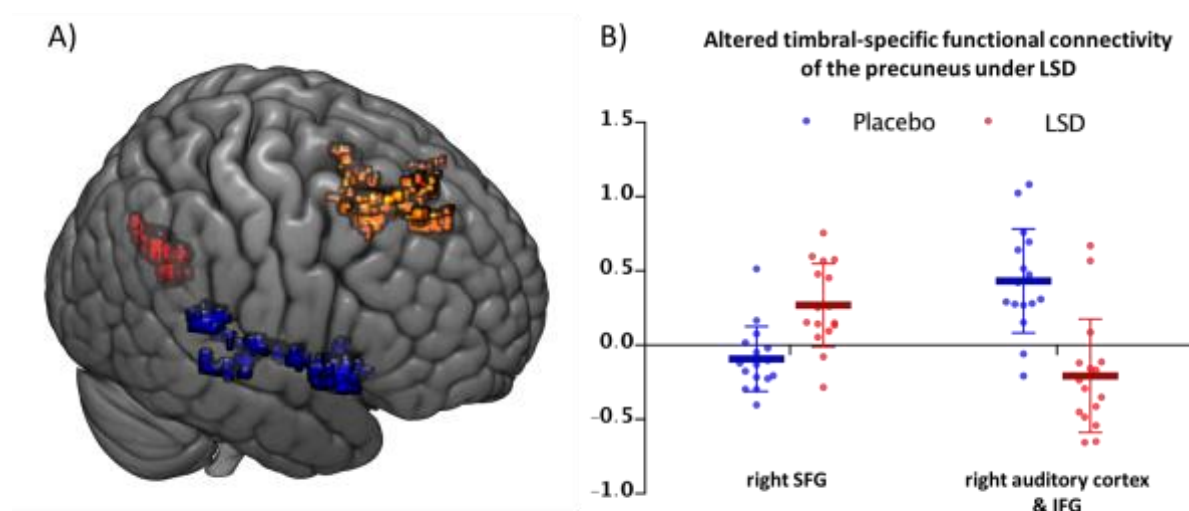 A)
B)
Altered timbral-specific functional connectivity
of the precuneus under LSD
Placebo
LSD
1.5
1.0
0.5
0.0
-0.5
-1.0
right SFG
right auditory cortex
& IFG